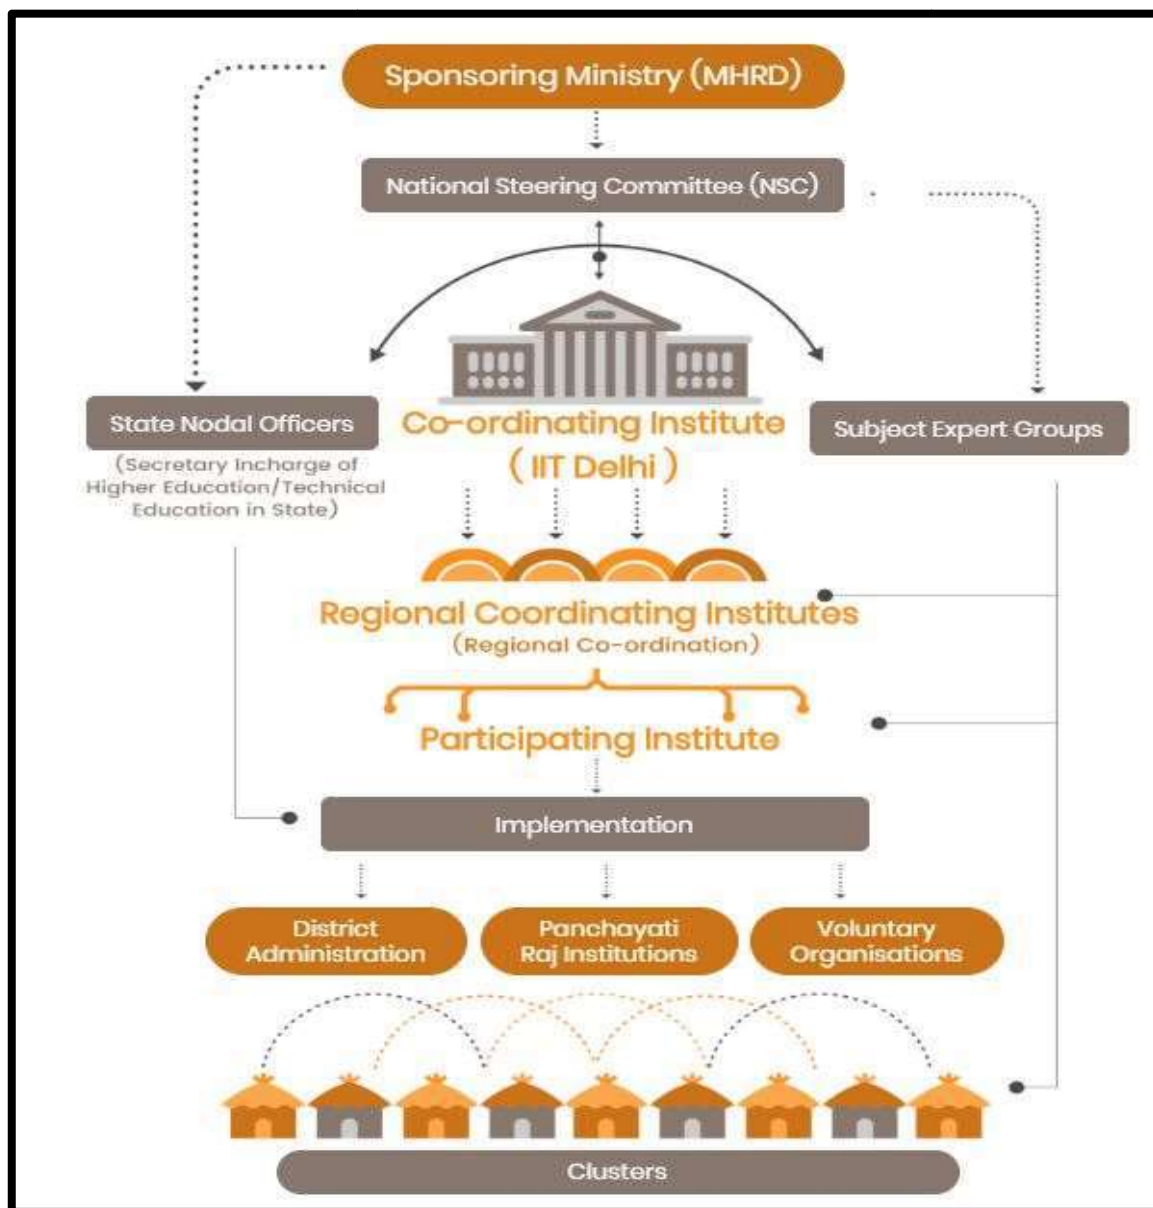 Sponsoring Ministry (MHRD)
National Steering Committee (NSC)
State Nodal Officers
(Secretary Incharge of
Higher Education/Technical
Education in State)
Co-ordinating Institute
( IIT Delhi )
Subject Expert Groups
Regional Coordinating Institutes
(Regional Co-ordination)
Participating Institute
Implementation
District
Administration
Panchayati
Raj Institutions
Voluntary
Organisations
Clusters